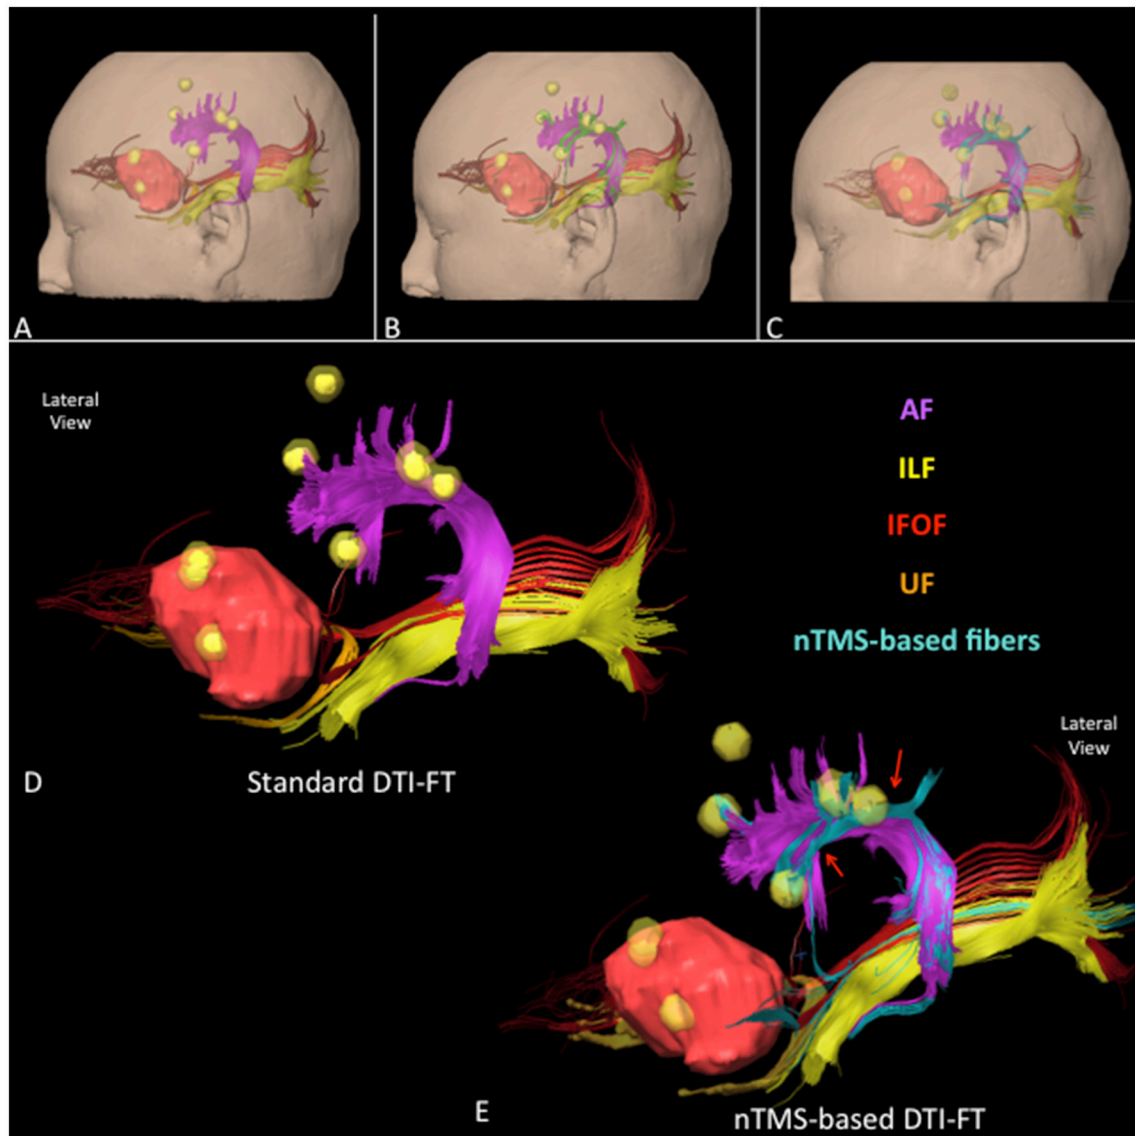 A
B
C
Lateral
View
AF
ILF
IFOF
UF
nTMS-based fibers
D
Standard DTI-FT
Lateral
View
E
nTMS-based DTI-FT